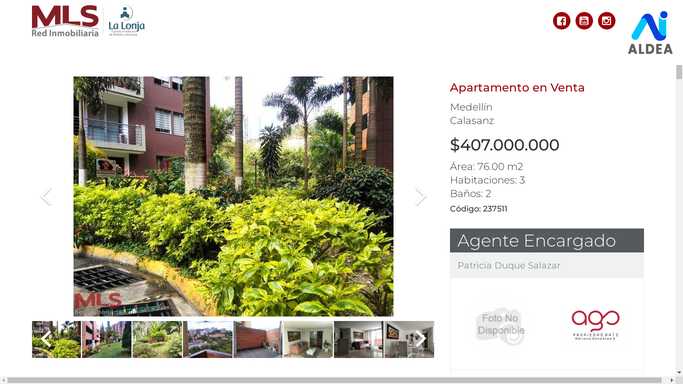 MLS
Red Inmobiliaria
La Lonja
ALDEA
Apartamento en Venta
Medellín
Calasanz
$407.000.000
Área: 76.00 m2
Habitaciones: 3
Baños: 2
Código: 237511
Agente Encargado
Patricia Duque Salazar
Foto No
Disponible
ago
MLS